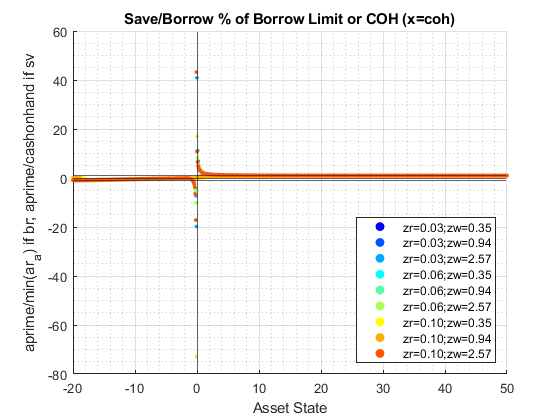 Save/Borrow % of Borrow Limit or COH (x=coh)
aprime/min(ar_a) if br; aprime/cashonhand if sv
60
40
20
0
-20
-40
-60
-80
-20
-10
0
10
20
30
40
50
Asset State
zr=0.03;zw=0.35
zr=0.03;zw=0.94
zr=0.03;zw=2.57
zr=0.06;zw=0.35
zr=0.06;zw=0.94
zr=0.06;zw=2.57
zr=0.10;zw=0.35
zr=0.10;zw=0.94
zr=0.10;zw=2.57